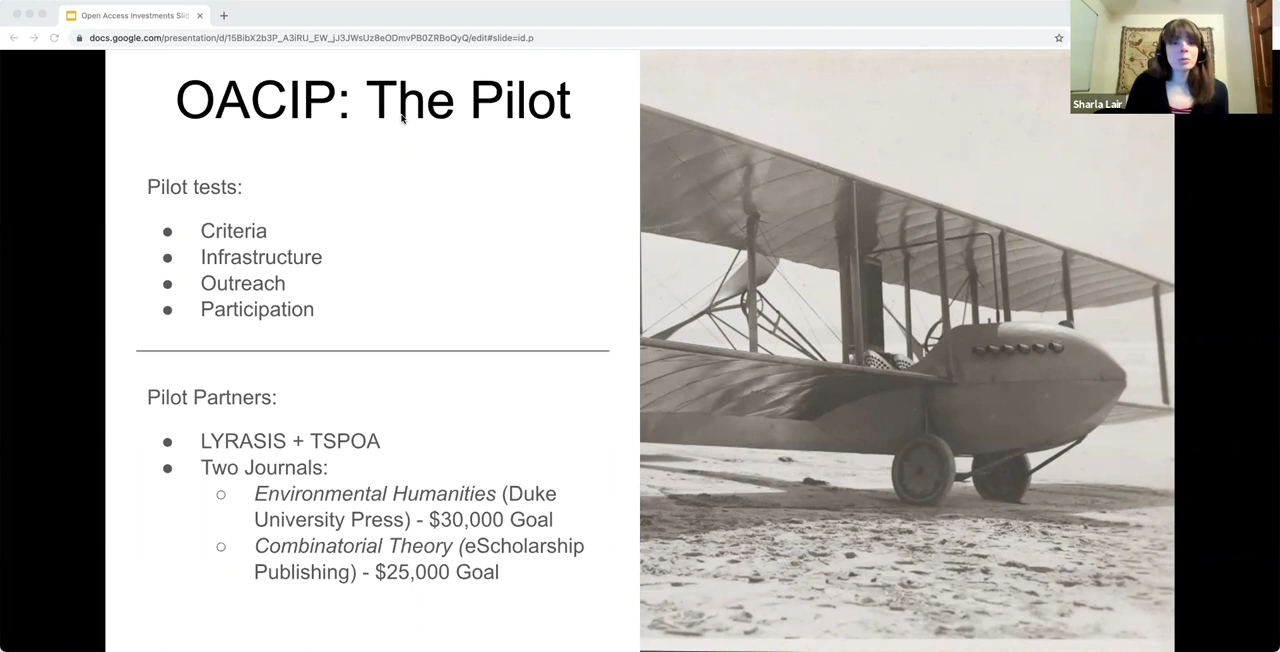 Open Access Investments Slid
docs.google.com/presentation/d/15BibX2b3P_A3iRU_EW_jJ3JWsUz8eODmvPB0ZRBoQyQ/edit#slide=id.p
Sharla Lair
OACIP: The Pilot
Pilot tests:
● Criteria
● Infrastructure
● Outreach
● Participation
Pilot Partners:
● LYRASIS + TSPOA
● Two Journals:
○ Environmental Humanities (Duke
University Press) - $30,000 Goal
○ Combinatorial Theory (eScholarship
Publishing) - $25,000 Goal